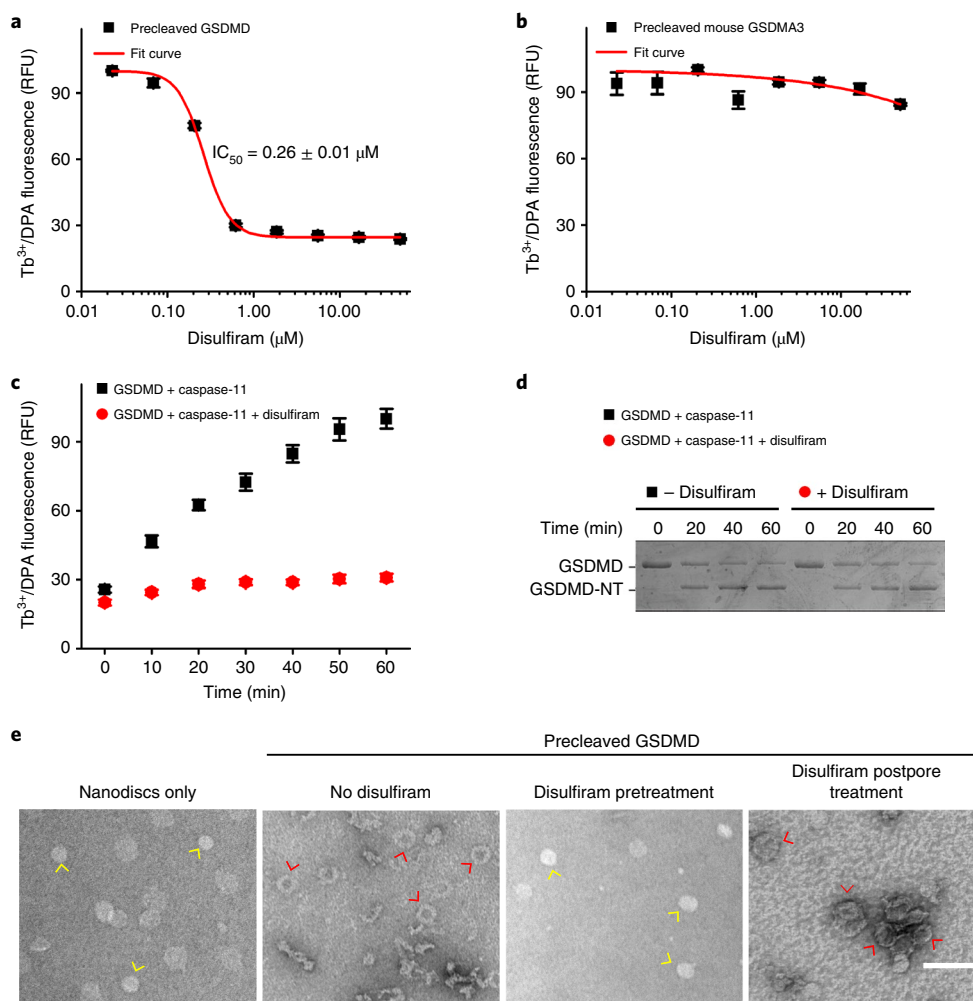 a
Precleaved GSDMD
Fit curve
Tb³⁺/DPA fluorescence (RFU)
90
60
30
0
IC₅₀ = 0.26 ± 0.01 μM
0.01 0.10 1.00 10.00
Disulfiram (μM)
b
Precleaved mouse GSDMA3
Fit curve
Tb³⁺/DPA fluorescence (RFU)
90
60
30
0
0.01 0.10 1.00 10.00
Disulfiram (μM)
c
GSDMD + caspase-11
GSDMD + caspase-11 + disulfiram
Tb³⁺/DPA fluorescence (RFU)
90
60
30
0
0 10 20 30 40 50 60
Time (min)
d
GSDMD + caspase-11
GSDMD + caspase-11 + disulfiram
– Disulfiram + Disulfiram
Time (min) 0 20 40 60 0 20 40 60
GSDMD
GSDMD-NT
e
Precleaved GSDMD
Nanodiscs only
No disulfiram
Disulfiram pretreatment
Disulfiram postpore
treatment